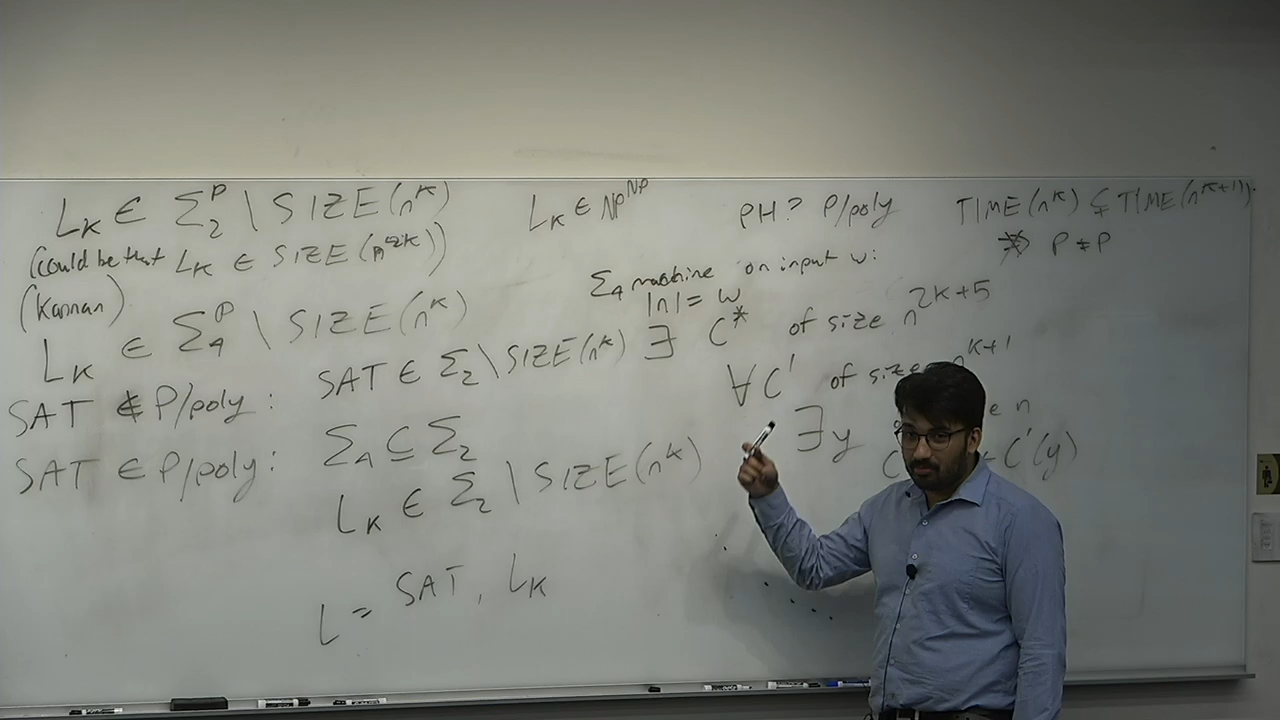 L_K ∈ Σ_2^P \ SIZE(n^K)
(could be that L_K ∈ SIZE(n^{2K}))
(Kannan)
L_K ∈ Σ_4^P \ SIZE(n^K)
SAT ∉ P/poly : SAT ∈ Σ_2 \ SIZE(n^K)
SAT ∈ P/poly : Σ_4 ⊆ Σ_2
L_K ∈ Σ_2 \ SIZE(n^K)
L = SAT, L_K
L_K ∈ NP^{NP}
PH ? P/poly
TIME(n^K) ⊊ TIME(n^{K+1})
P ≠ P
Σ_4 machine on input w:
|n| = w
∃ C* of size n^{2K+5}
∀ C' of size n^{K+1}
∃ y n
C C'(y)